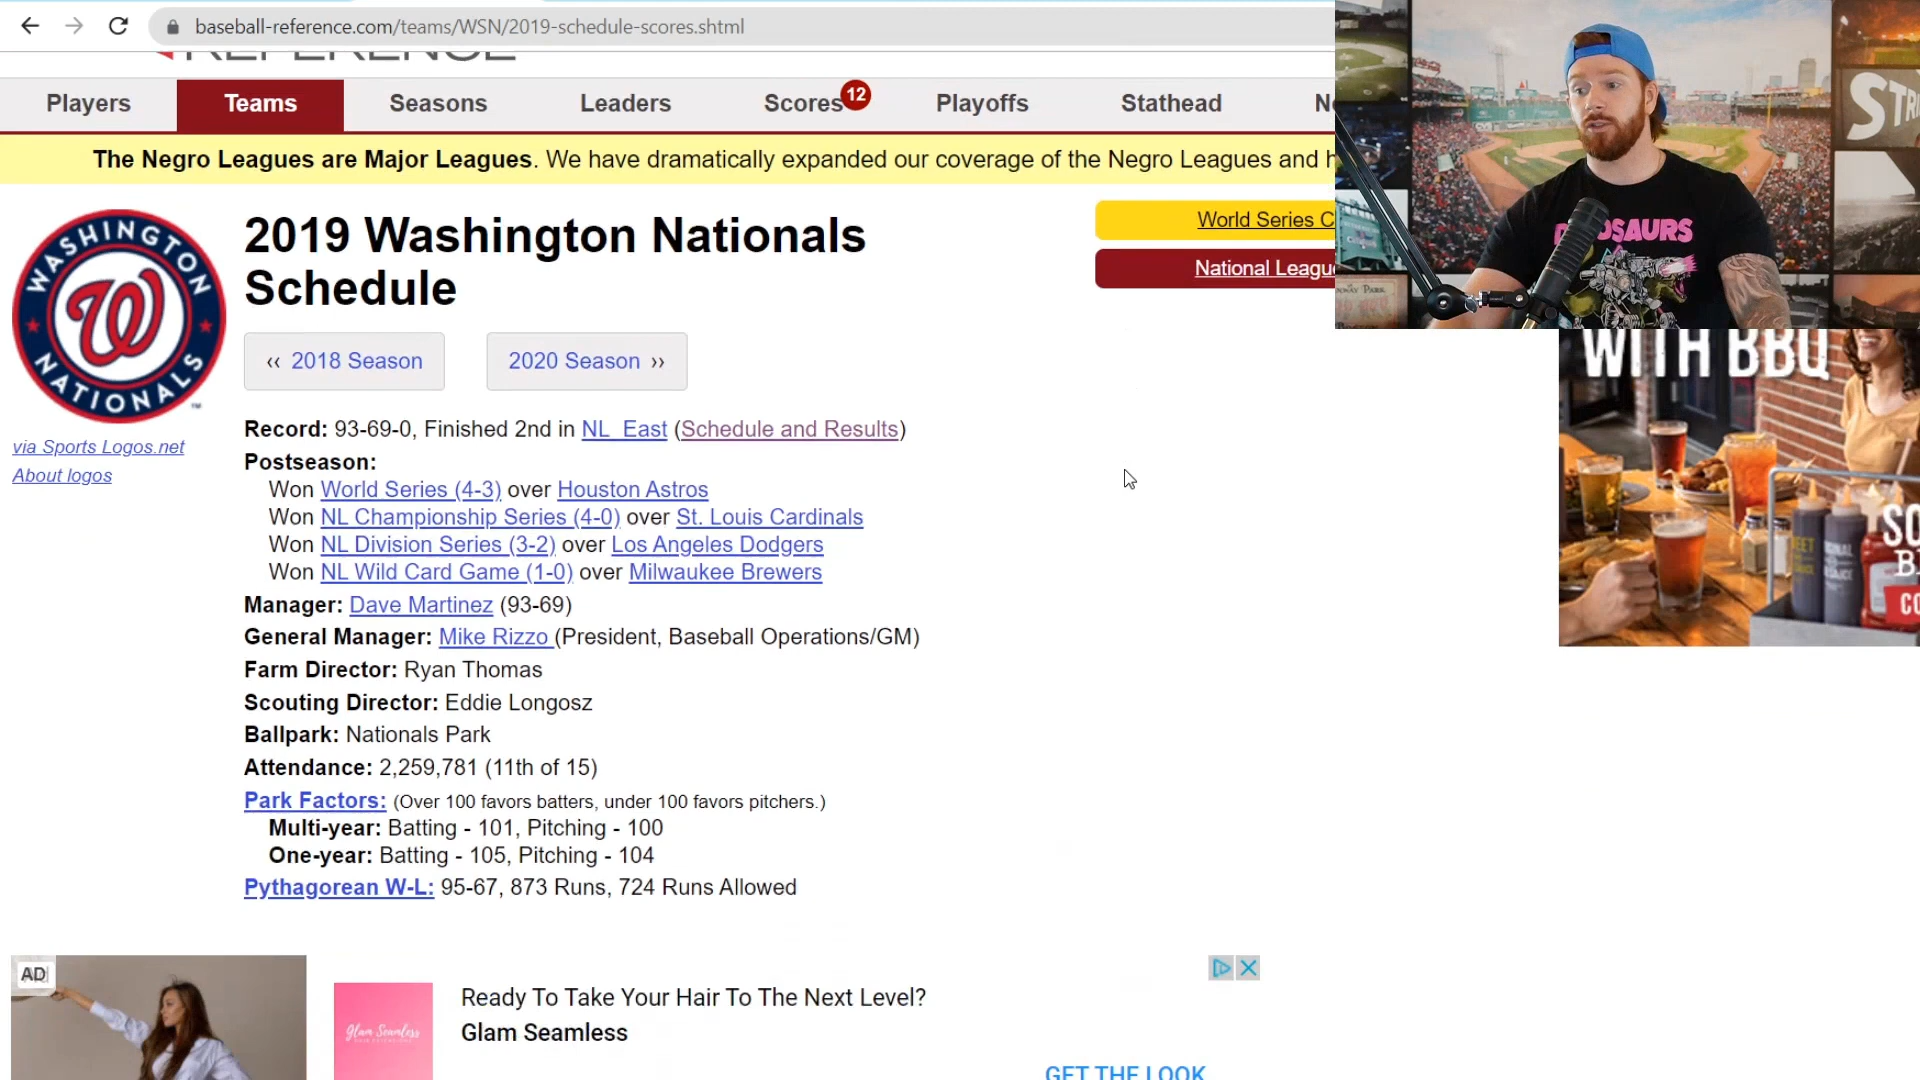 baseball-reference.com/teams/WSN/2019-schedule-scores.shtml
REFERENCE
Players Teams Seasons Leaders Scores 12 Playoffs Stathead
The Negro Leagues are Major Leagues. We have dramatically expanded our coverage of the Negro Leagues and h
WASHINGTON
W
NATIONALS
TM
via Sports Logos.net
About logos
2019 Washington Nationals
Schedule
World Series C
National League
‹‹ 2018 Season
2020 Season ››
Record: 93-69-0, Finished 2nd in NL_East (Schedule and Results)
Postseason:
Won World Series (4-3) over Houston Astros
Won NL Championship Series (4-0) over St. Louis Cardinals
Won NL Division Series (3-2) over Los Angeles Dodgers
Won NL Wild Card Game (1-0) over Milwaukee Brewers
Manager: Dave Martinez (93-69)
General Manager: Mike Rizzo (President, Baseball Operations/GM)
Farm Director: Ryan Thomas
Scouting Director: Eddie Longosz
Ballpark: Nationals Park
Attendance: 2,259,781 (11th of 15)
Park Factors: (Over 100 favors batters, under 100 favors pitchers.)
Multi-year: Batting - 101, Pitching - 100
One-year: Batting - 105, Pitching - 104
Pythagorean W-L: 95-67, 873 Runs, 724 Runs Allowed
STR
WITH BBQ
SO
B
CO
AD
Glam Seamless
Ready To Take Your Hair To The Next Level?
Glam Seamless
GET THE LOOK